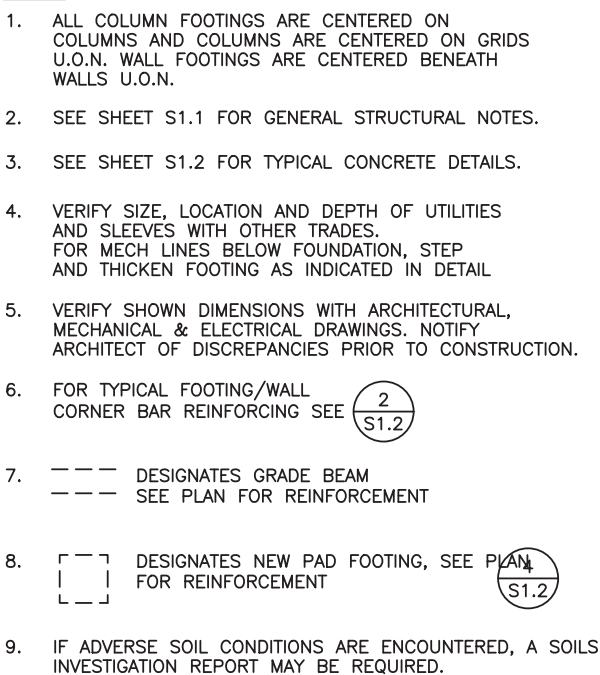 1. ALL COLUMN FOOTINGS ARE CENTERED ON
COLUMNS AND COLUMNS ARE CENTERED ON GRIDS
U.O.N. WALL FOOTINGS ARE CENTERED BENEATH
WALLS U.O.N.
2. SEE SHEET S1.1 FOR GENERAL STRUCTURAL NOTES.
3. SEE SHEET S1.2 FOR TYPICAL CONCRETE DETAILS.
4. VERIFY SIZE, LOCATION AND DEPTH OF UTILITIES
AND SLEEVES WITH OTHER TRADES.
FOR MECH LINES BELOW FOUNDATION, STEP
AND THICKEN FOOTING AS INDICATED IN DETAIL
5. VERIFY SHOWN DIMENSIONS WITH ARCHITECTURAL,
MECHANICAL & ELECTRICAL DRAWINGS. NOTIFY
ARCHITECT OF DISCREPANCIES PRIOR TO CONSTRUCTION.
6. FOR TYPICAL FOOTING/WALL
CORNER BAR REINFORCING SEE
2
S1.2
7. DESIGNATES GRADE BEAM
SEE PLAN FOR REINFORCEMENT
8. DESIGNATES NEW PAD FOOTING, SEE PLAN
FOR REINFORCEMENT
4
S1.2
9. IF ADVERSE SOIL CONDITIONS ARE ENCOUNTERED, A SOILS
INVESTIGATION REPORT MAY BE REQUIRED.